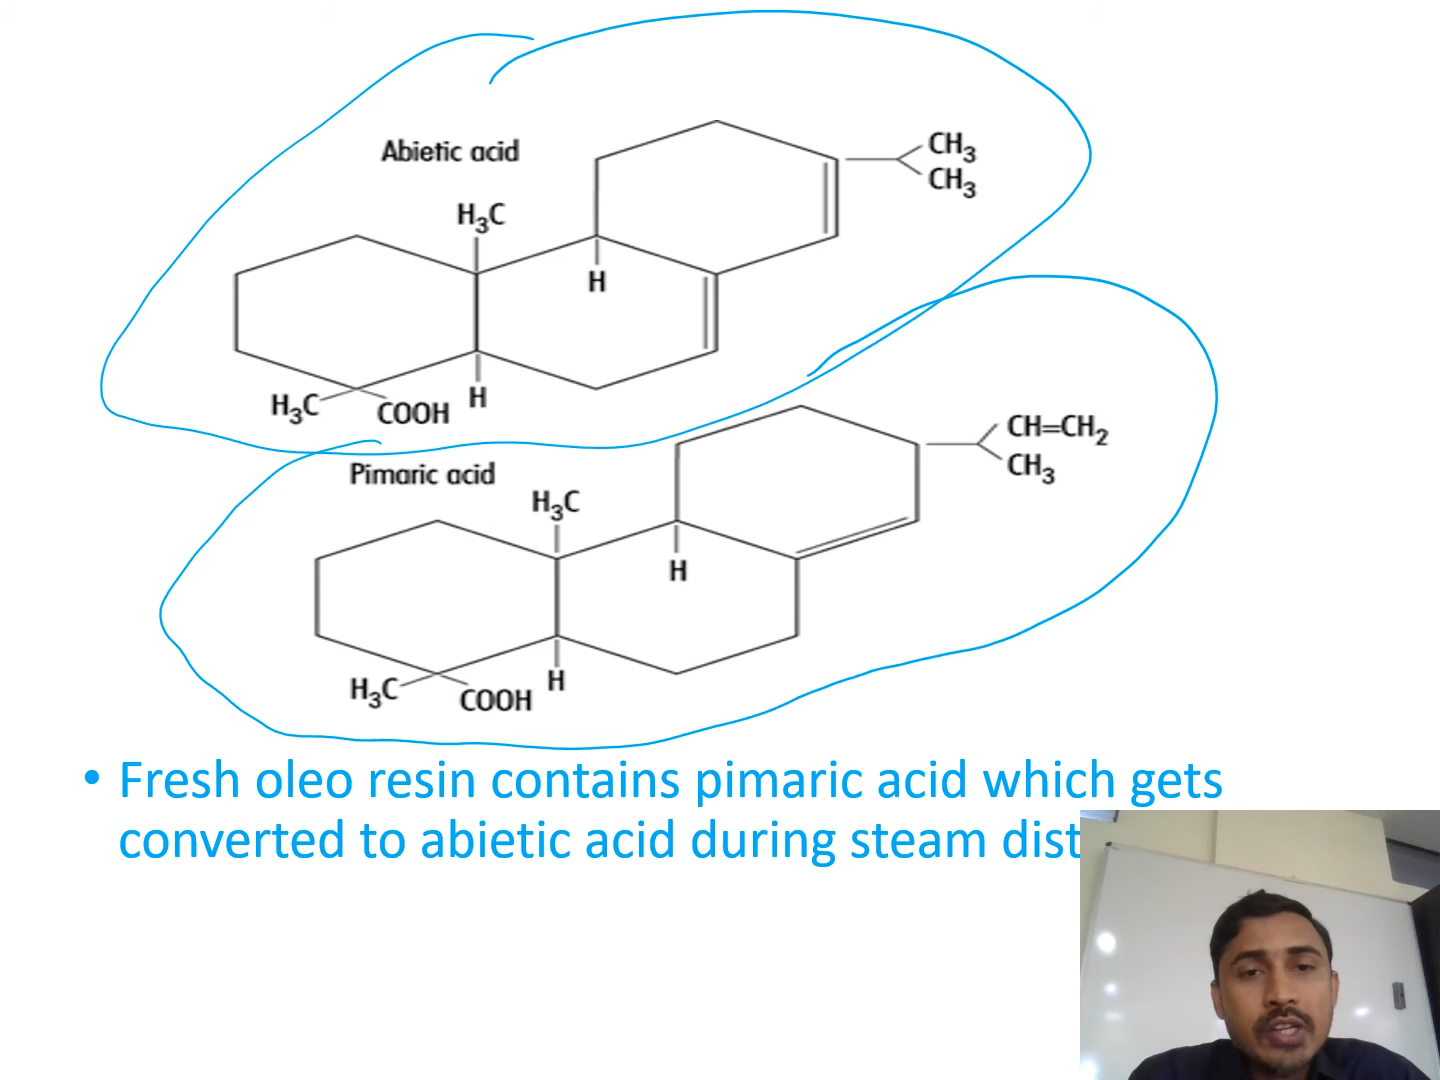 Abietic acid
CH₃
CH₃
H₃C
H
H₃C
COOH
H
Pimaric acid
CH=CH₂
CH₃
H₃C
H
H₃C
COOH
H
• Fresh oleo resin contains pimaric acid which gets
converted to abietic acid during steam